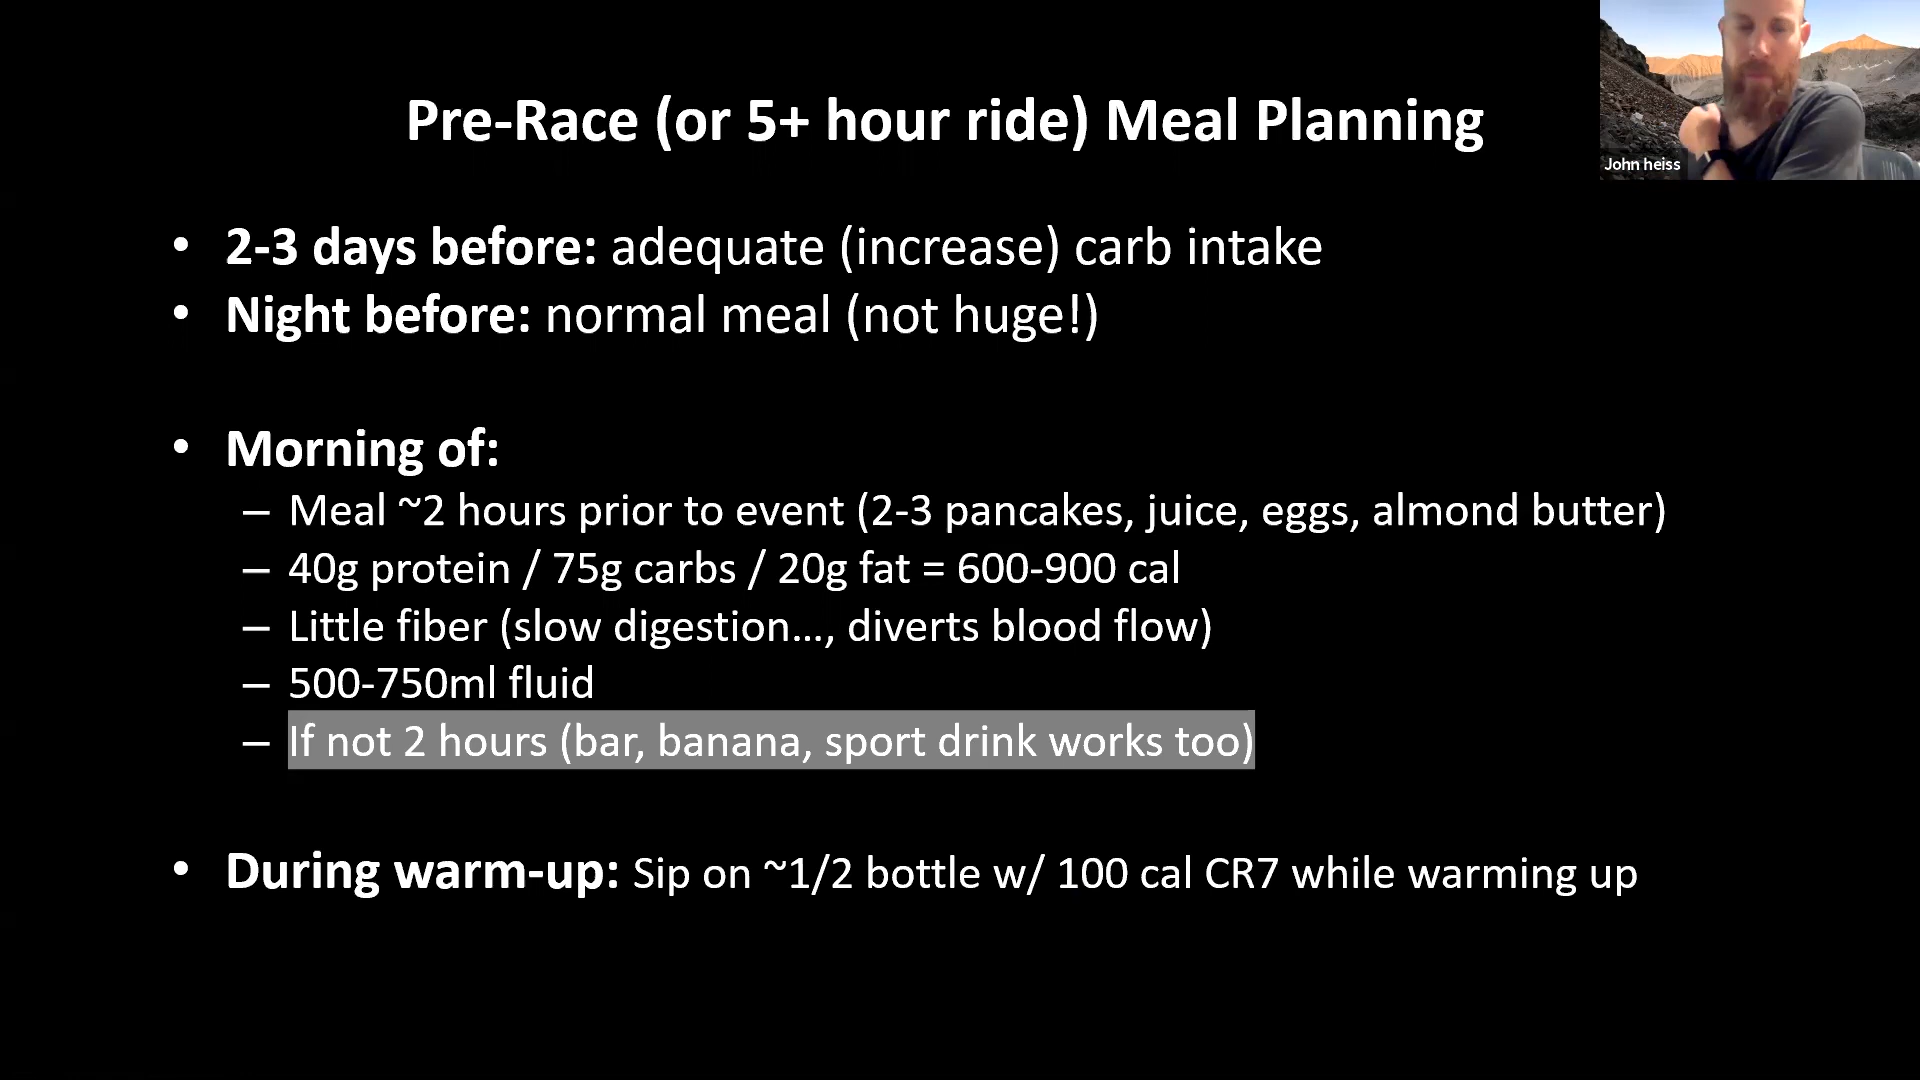 Pre-Race (or 5+ hour ride) Meal Planning
John heiss
• 2-3 days before: adequate (increase) carb intake
• Night before: normal meal (not huge!)
• Morning of:
– Meal ~2 hours prior to event (2-3 pancakes, juice, eggs, almond butter)
– 40g protein / 75g carbs / 20g fat = 600-900 cal
– Little fiber (slow digestion…, diverts blood flow)
– 500-750ml fluid
– If not 2 hours (bar, banana, sport drink works too)
• During warm-up: Sip on ~1/2 bottle w/ 100 cal CR7 while warming up